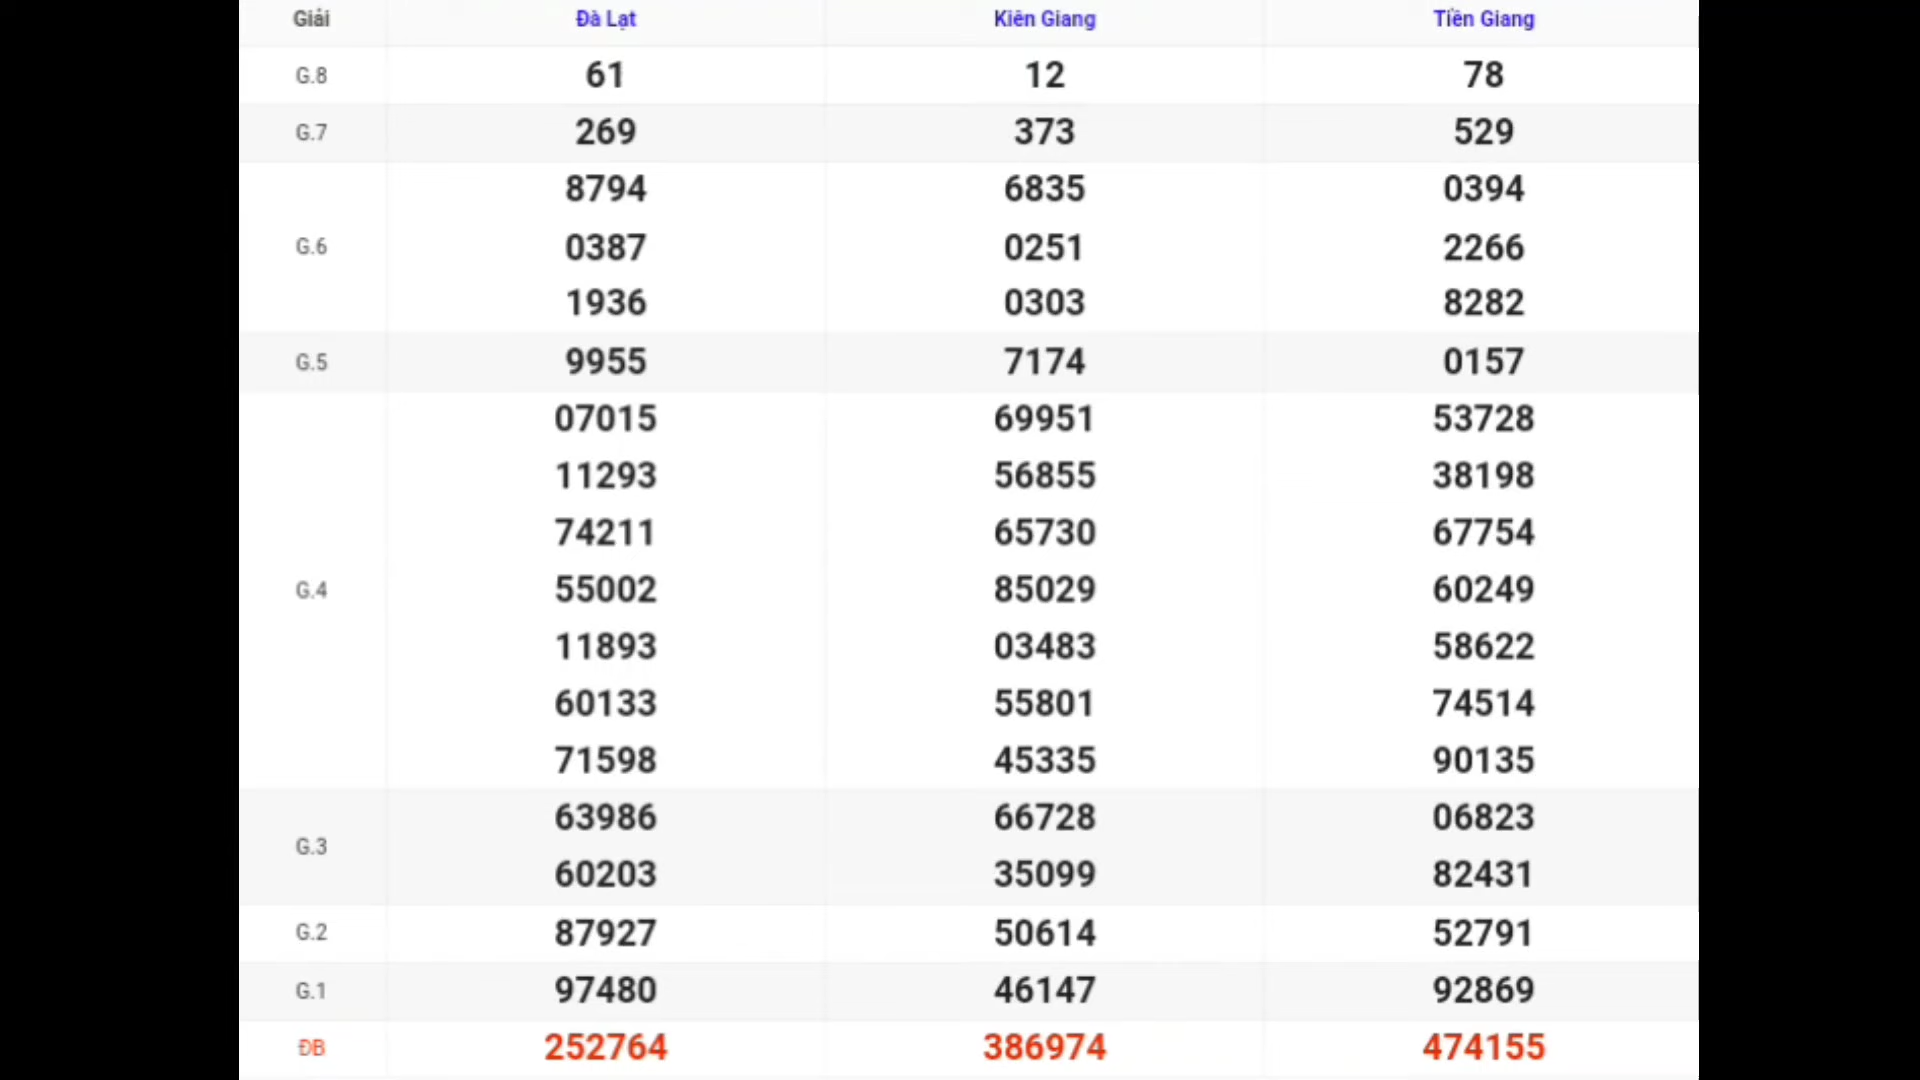 Giải Đà Lạt Kiên Giang Tiền Giang
G.8 61 12 78
G.7 269 373 529
8794 6835 0394
G.6 0387 0251 2266
1936 0303 8282
G.5 9955 7174 0157
07015 69951 53728
11293 56855 38198
74211 65730 67754
G.4 55002 85029 60249
11893 03483 58622
60133 55801 74514
71598 45335 90135
63986 66728 06823
G.3
60203 35099 82431
G.2 87927 50614 52791
G.1 97480 46147 92869
ĐB 252764 386974 474155